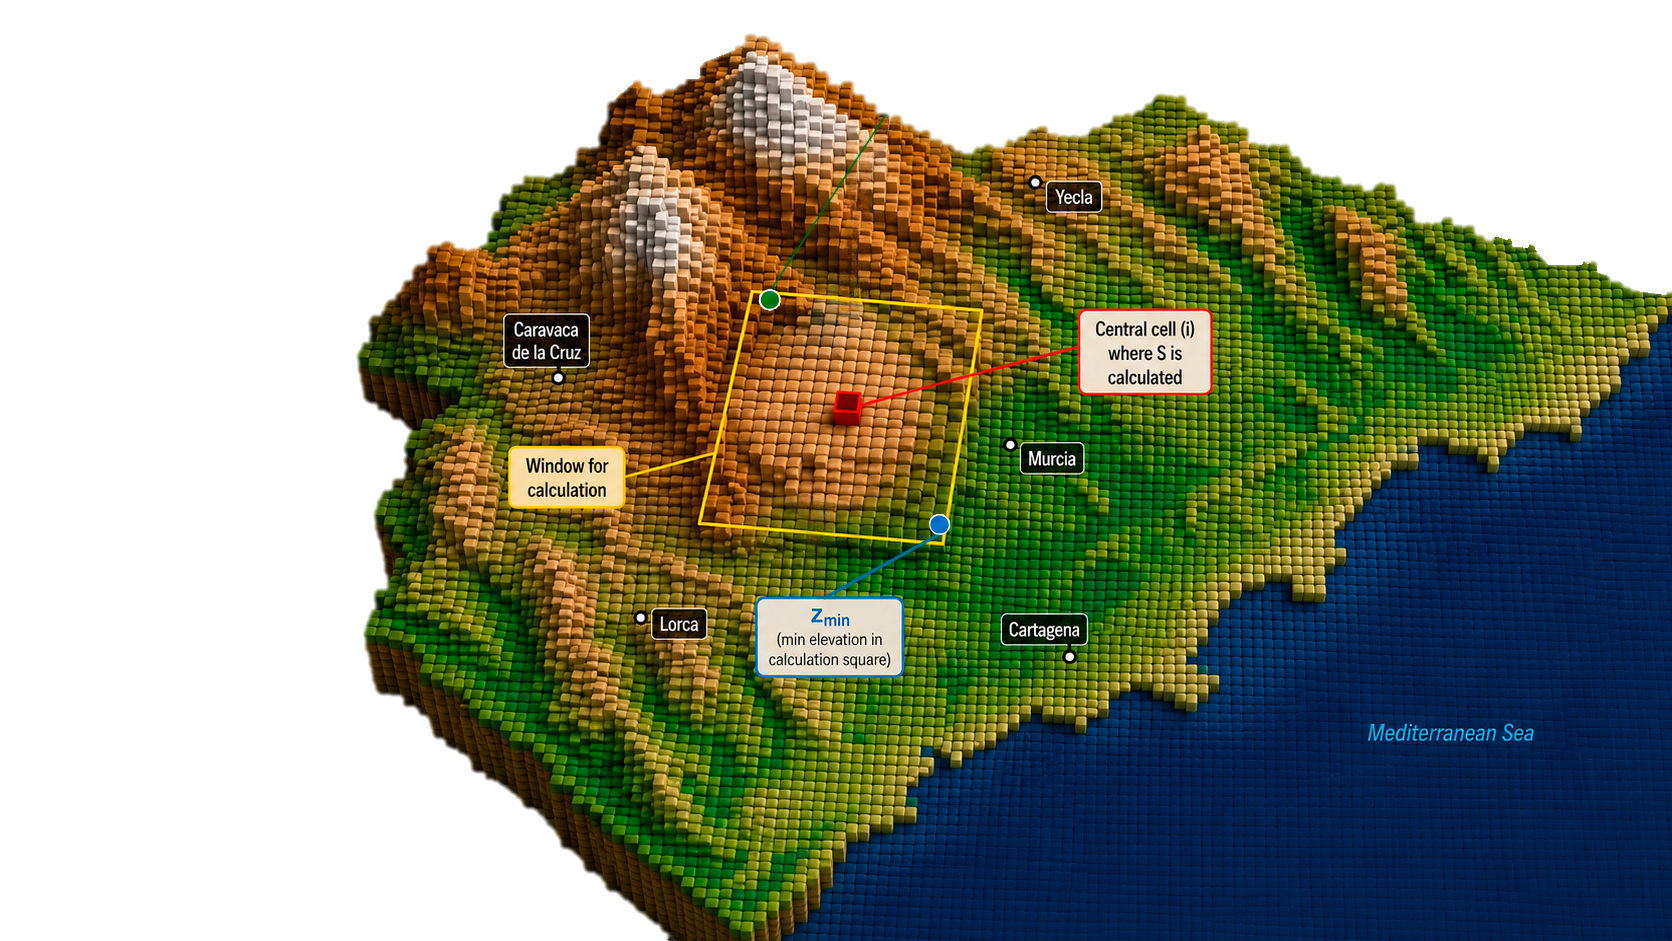 Yecla
Central cell (i)
where S is
calculated
Caravaca
de la Cruz
Window for
calculation
Murcia
Zmin
(min elevation in
calculation square)
Lorca
Cartagena
Mediterranean Sea